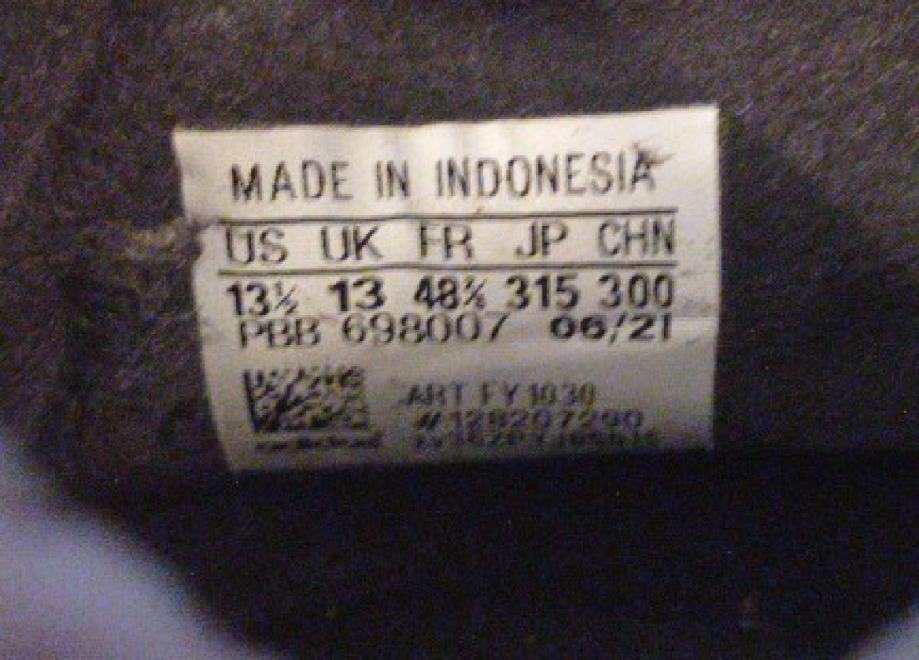 MADE IN INDONESIA
US UK FR JP CHN
13½ 13 48⅔ 315 300
PBB 698007 06/21
ART FY1030
#128207290